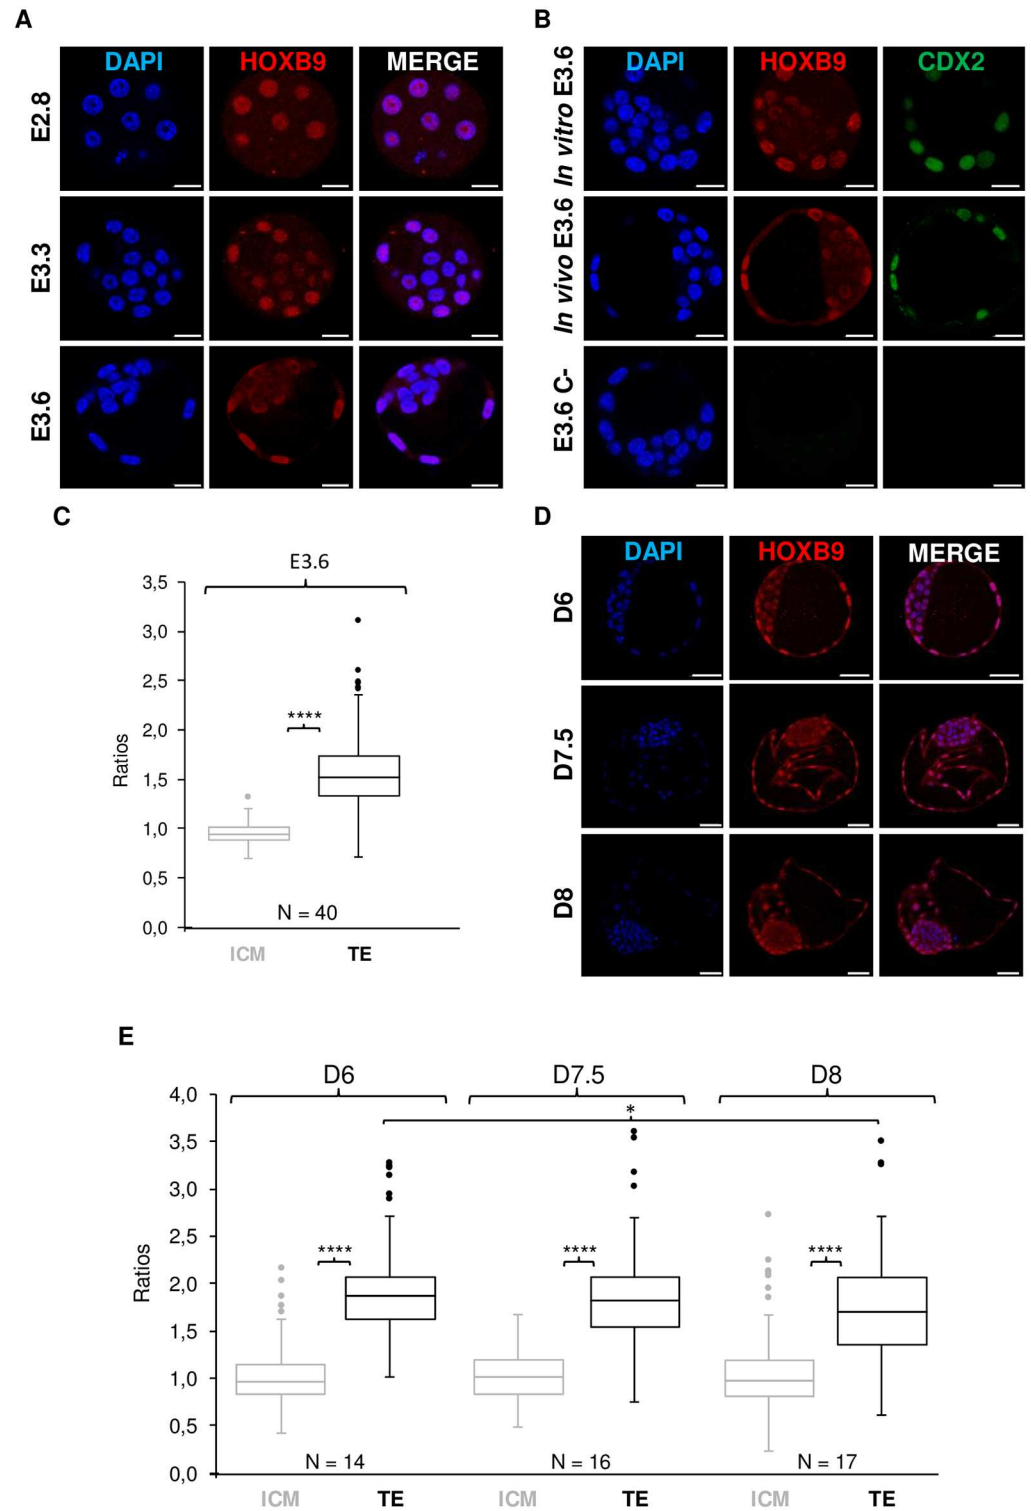 A
DAPI HOXB9 MERGE
E2.8
E3.3
E3.6
B
DAPI HOXB9 CDX2
In vitro E3.6
In vivo E3.6
E3.6 C-
C
E3.6
3,5
3,0
2,5
2,0
1,5
1,0
0,5
0,0
Ratios
****
N = 40
ICM TE
D
DAPI HOXB9 MERGE
D6
D7.5
D8
E
D6 D7.5 D8
4,0
3,5
3,0
2,5
2,0
1,5
1,0
0,5
0,0
Ratios
*
**** **** ****
N = 14 N = 16 N = 17
ICM TE ICM TE ICM TE